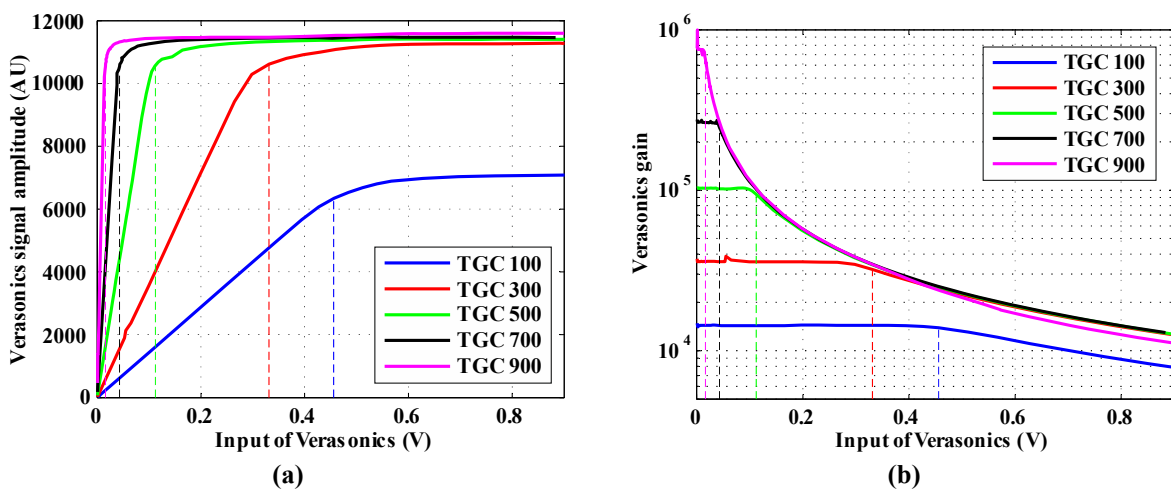 12000
10000
8000
6000
4000
2000
0
Verasonics signal amplitude (AU)
TGC 100
TGC 300
TGC 500
TGC 700
TGC 900
0 0.2 0.4 0.6 0.8
Input of Verasonics (V)
(a)
10^6
10^5
10^4
Verasonics gain
TGC 100
TGC 300
TGC 500
TGC 700
TGC 900
0 0.2 0.4 0.6 0.8
Input of Verasonics (V)
(b)